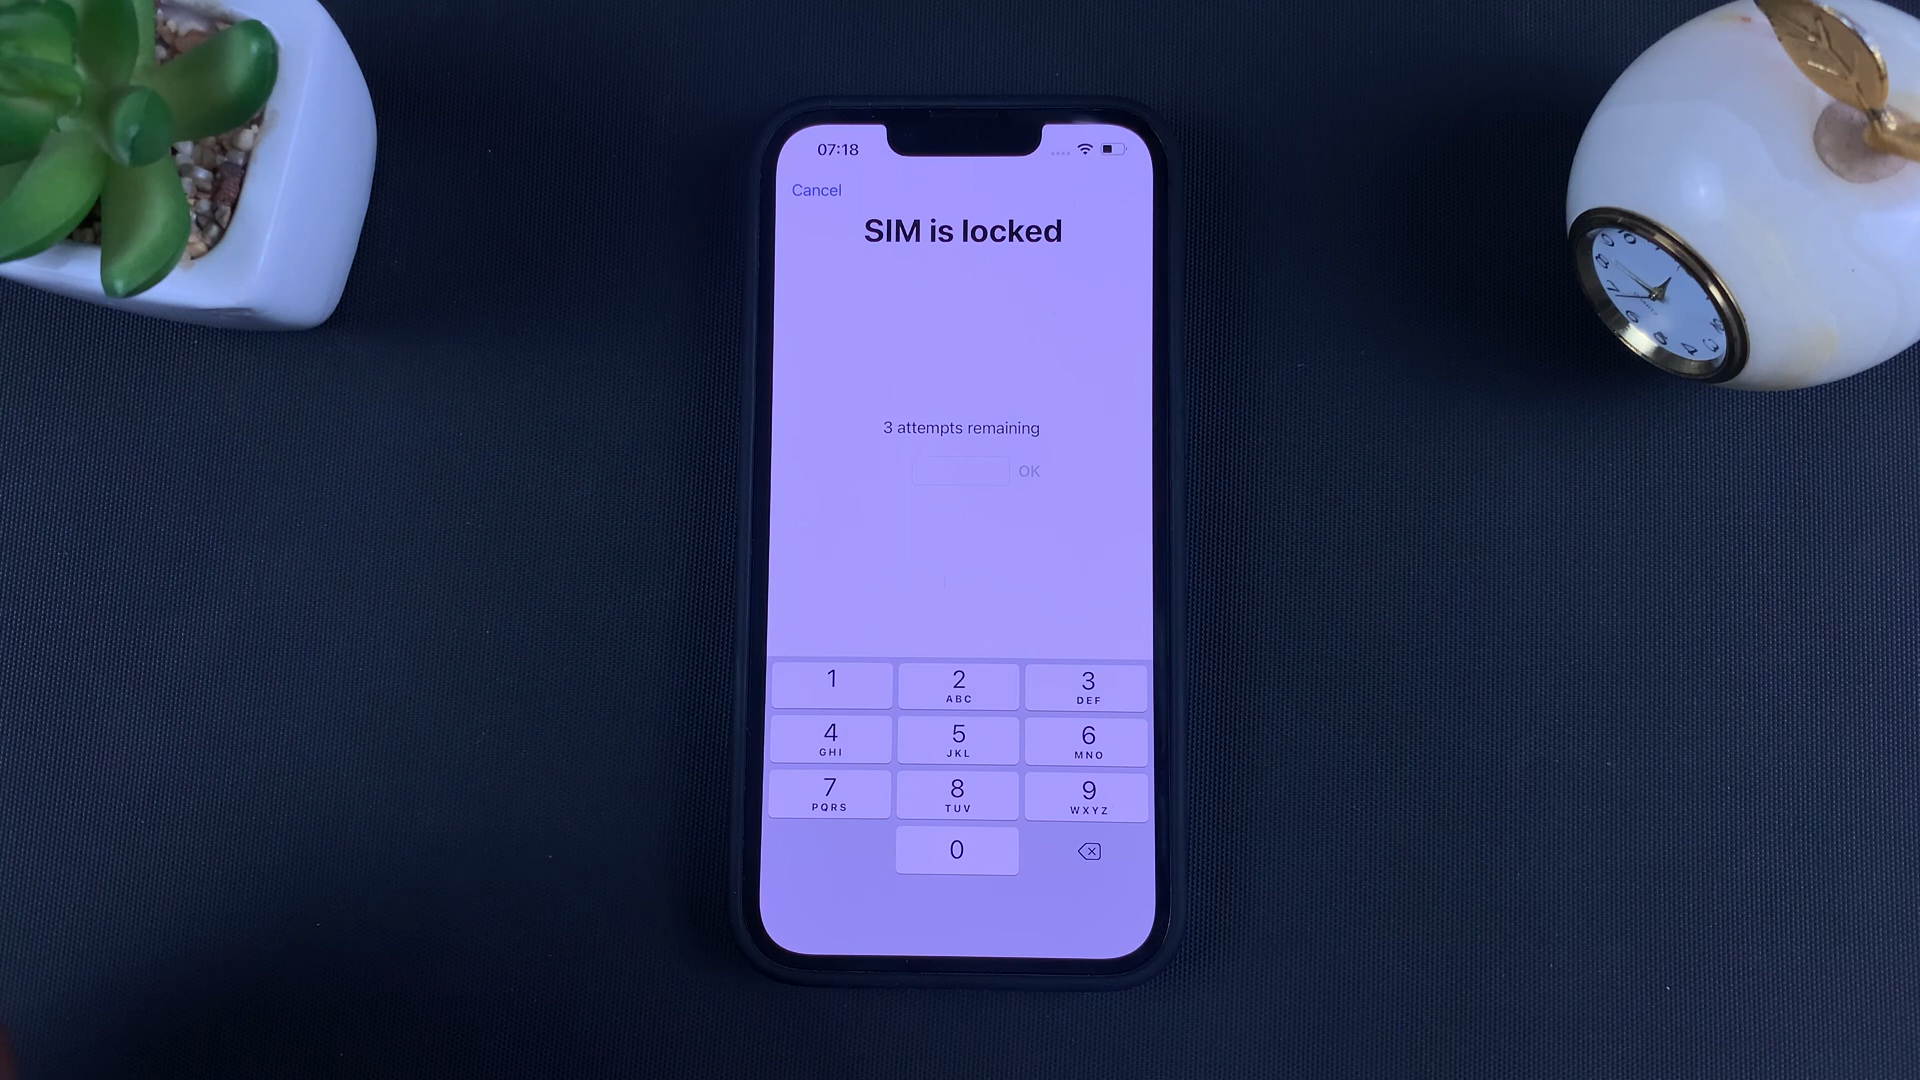 07:18
Cancel
SIM is locked
3 attempts remaining
OK
1
2
ABC
3
DEF
4
GHI
5
JKL
6
MNO
7
PQRS
8
TUV
9
WXYZ
0